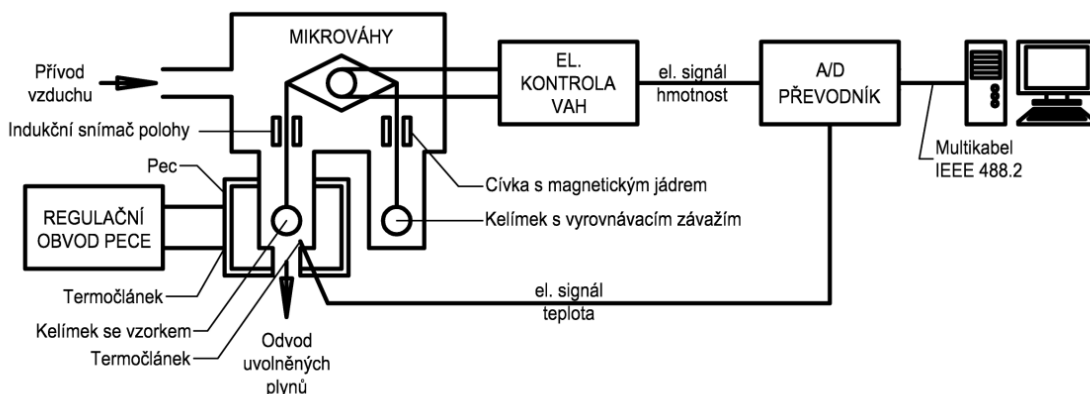 MIKROVÁHY
Přívod
vzduchu
EL.
KONTROLA
VAH
el. signál
hmotnost
A/D
PŘEVODNÍK
Indukční snímač polohy
Multikabel
IEEE 488.2
Pec
Cívka s magnetickým jádrem
REGULAČNÍ
OBVOD PECE
Kelímek s vyrovnávacím závažím
Termočlánek
el. signál
teplota
Kelímek se vzorkem
Termočlánek
Odvod
uvolněných
plynů